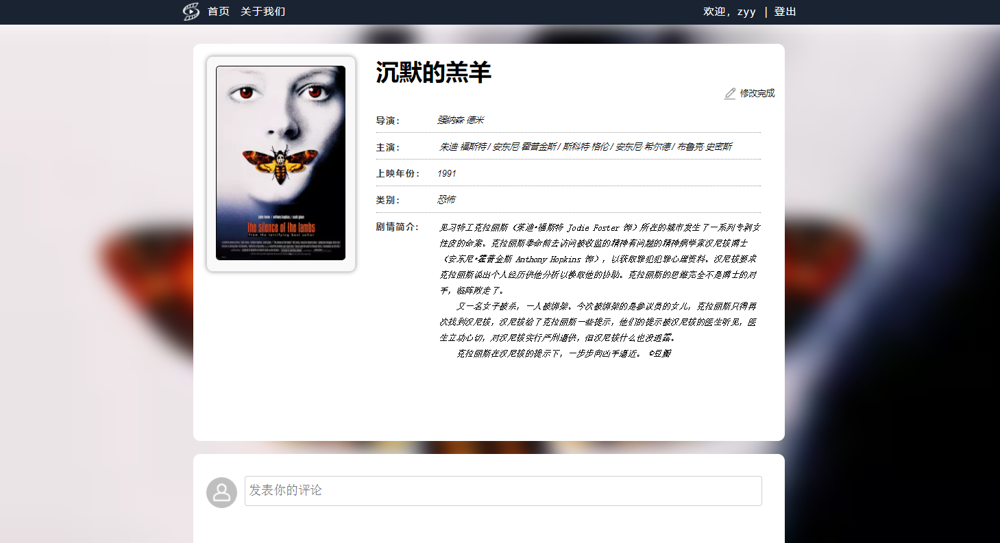 首页 关于我们 欢迎, zyy | 登出
沉默的羔羊
修改完成
导演: 强纳森·德米
主演: 朱迪·福斯特 / 安东尼·霍普金斯 / 斯科特·格伦 / 安东尼·希尔德 / 布鲁克·史密斯
上映年份: 1991
类别: 恐怖
剧情简介: 见习特工克拉丽斯（茱迪•福斯特 Jodie Foster 饰）所在的城市发生了一系列专剥女
性皮的命案。克拉丽斯奉命前去访问被收监的精神有问题的精神病学家汉尼拔博士
（安东尼•霍普金斯 Anthony Hopkins 饰），以获取罪犯犯罪心理资料。汉尼拔要求
克拉丽斯说出个人经历供他分析以换取他的协助。克拉丽斯的思维完全不是博士的对
手，临阵败走了。
又一名女子被杀，一人被绑架。今次被绑架的是参议员的女儿，克拉丽斯只得再
次找到汉尼拔，汉尼拔给了克拉丽斯一些提示，他们的提示被汉尼拔的医生听见，医
生立功心切，对汉尼拔实行严刑逼供，但汉尼拔什么也没透露。
克拉丽斯在汉尼拔的提示下，一步步向凶手逼近。 ©豆瓣
jodie foster / anthony hopkins / scott glenn
the silence of the lambs
from the terrifying best seller
发表你的评论